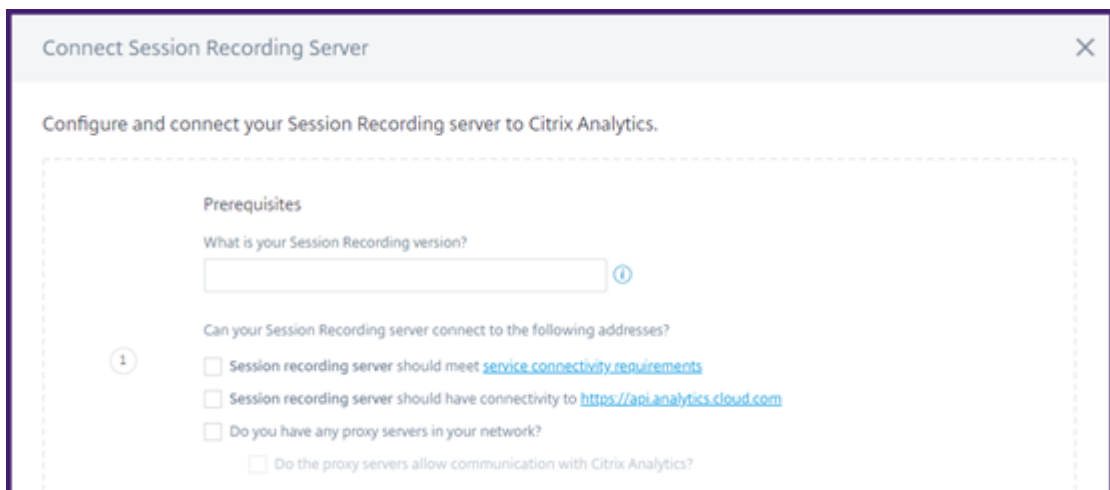 Connect Session Recording Server
Configure and connect your Session Recording server to Citrix Analytics.
Prerequisites
What is your Session Recording version?
Can your Session Recording server connect to the following addresses?
1
Session recording server should meet service connectivity requirements
Session recording server should have connectivity to https://api.analytics.cloud.com
Do you have any proxy servers in your network?
Do the proxy servers allow communication with Citrix Analytics?